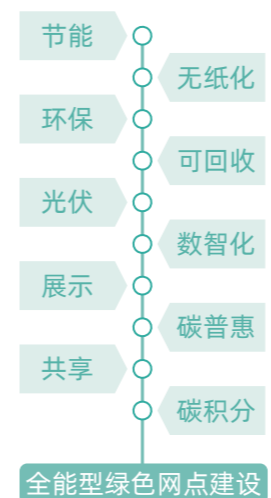 节能
无纸化
环保
可回收
光伏
数智化
展示
碳普惠
共享
碳积分
全能型绿色网点建设